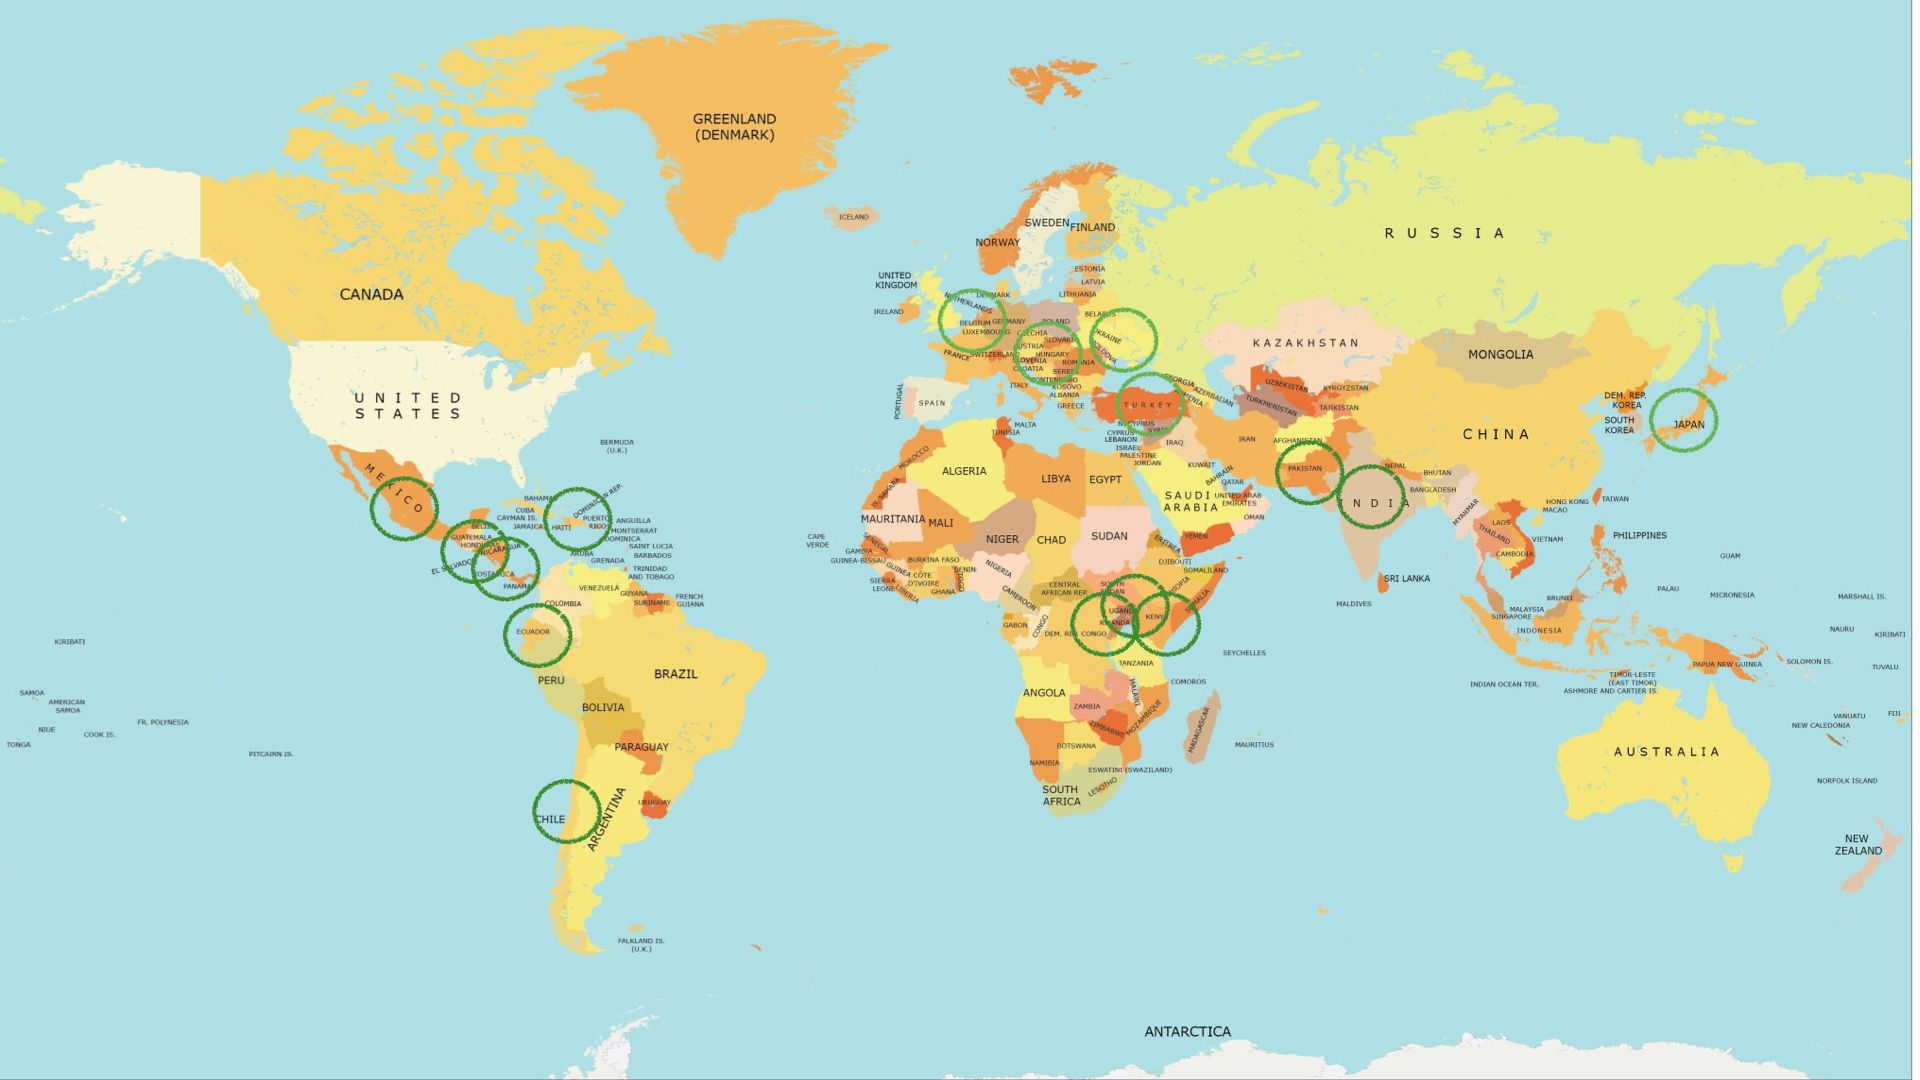 GREENLAND
(DENMARK)
ICELAND
SWEDEN
FINLAND
NORWAY
RUSSIA
CANADA
UNITED
KINGDOM
IRELAND
ESTONIA
LATVIA
LITHUANIA
DENMARK
NETHERLANDS
BELARUS
BELGIUM
GERMANY
POLAND
LUXEMBOURG
CZECHIA
UKRAINE
SLOVAKIA
AUSTRIA
MOLDOVA
FRANCE
SWITZERLAND
HUNGARY
SLOVENIA
ROMANIA
CROATIA
SERBIA
MONTENEGRO
ITALY
KOSOVO
ALBANIA
GREECE
PORTUGAL
SPAIN
KAZAKHSTAN
MONGOLIA
UNITED
STATES
GEORGIA
ARMENIA
AZERBAIJAN
UZBEKISTAN
KYRGYZSTAN
TURKMENISTAN
TAJIKISTAN
TURKEY
DEM. REP.
KOREA
SOUTH
KOREA
JAPAN
CHINA
MALTA
TUNISIA
N. CYPRUS
CYPRUS
SYRIA
LEBANON
ISRAEL
PALESTINE
JORDAN
IRAQ
IRAN
AFGHANISTAN
BERMUDA
(U.K.)
MOROCCO
W. SAHARA
ALGERIA
LIBYA
EGYPT
KUWAIT
BAHRAIN
QATAR
SAUDI
ARABIA
UNITED ARAB
EMIRATES
OMAN
PAKISTAN
NEPAL
BHUTAN
BANGLADESH
INDIA
MYANMAR
HONG KONG
MACAO
TAIWAN
MEXICO
BAHAMAS
DOMINICAN REP.
CUBA
CAYMAN IS.
JAMAICA
HAITI
PUERTO
RICO
ANGUILLA
MONTSERRAT
DOMINICA
SAINT LUCIA
BARBADOS
BELIZE
GUATEMALA
HONDURAS
NICARAGUA
EL SALVADOR
COSTA RICA
PANAMA
ARUBA
GRENADA
TRINIDAD
AND TOBAGO
VENEZUELA
GUYANA
SURINAME
FRENCH
GUIANA
COLOMBIA
ECUADOR
MAURITANIA
MALI
NIGER
CHAD
SUDAN
YEMEN
ERITREA
DJIBOUTI
SOMALILAND
CAPE
VERDE
SENEGAL
GAMBIA
GUINEA-BISSAU
GUINEA
SIERRA
LEONE
LIBERIA
BURKINA FASO
CÔTE
D'IVOIRE
GHANA
TOGO
BENIN
NIGERIA
CAMEROON
CENTRAL
AFRICAN REP.
SOUTH
SUDAN
ETHIOPIA
SOMALIA
LAOS
THAILAND
VIETNAM
CAMBODIA
PHILIPPINES
GUAM
SRI LANKA
MALDIVES
PALAU
MICRONESIA
MARSHALL IS.
BRUNEI
MALAYSIA
SINGAPORE
INDONESIA
NAURU
KIRIBATI
KIRIBATI
GABON
CONGO
DEM. REP. CONGO
UGANDA
RWANDA
KENYA
TANZANIA
SEYCHELLES
PERU
BRAZIL
BOLIVIA
PARAGUAY
ANGOLA
ZAMBIA
MALAWI
COMOROS
ZIMBABWE
MOZAMBIQUE
MADAGASCAR
MAURITIUS
BOTSWANA
NAMIBIA
ESWATINI (SWAZILAND)
LESOTHO
SOUTH
AFRICA
PAPUA NEW GUINEA
SOLOMON IS.
TUVALU
TIMOR-LESTE
(EAST TIMOR)
INDIAN OCEAN TER.
ASHMORE AND CARTIER IS.
VANUATU
FIJI
NEW CALEDONIA
SAMOA
AMERICAN
SAMOA
NIUE
COOK IS.
TONGA
FR. POLYNESIA
PITCAIRN IS.
AUSTRALIA
NORFOLK ISLAND
NEW
ZEALAND
CHILE
ARGENTINA
URUGUAY
FALKLAND IS.
(U.K.)
ANTARCTICA